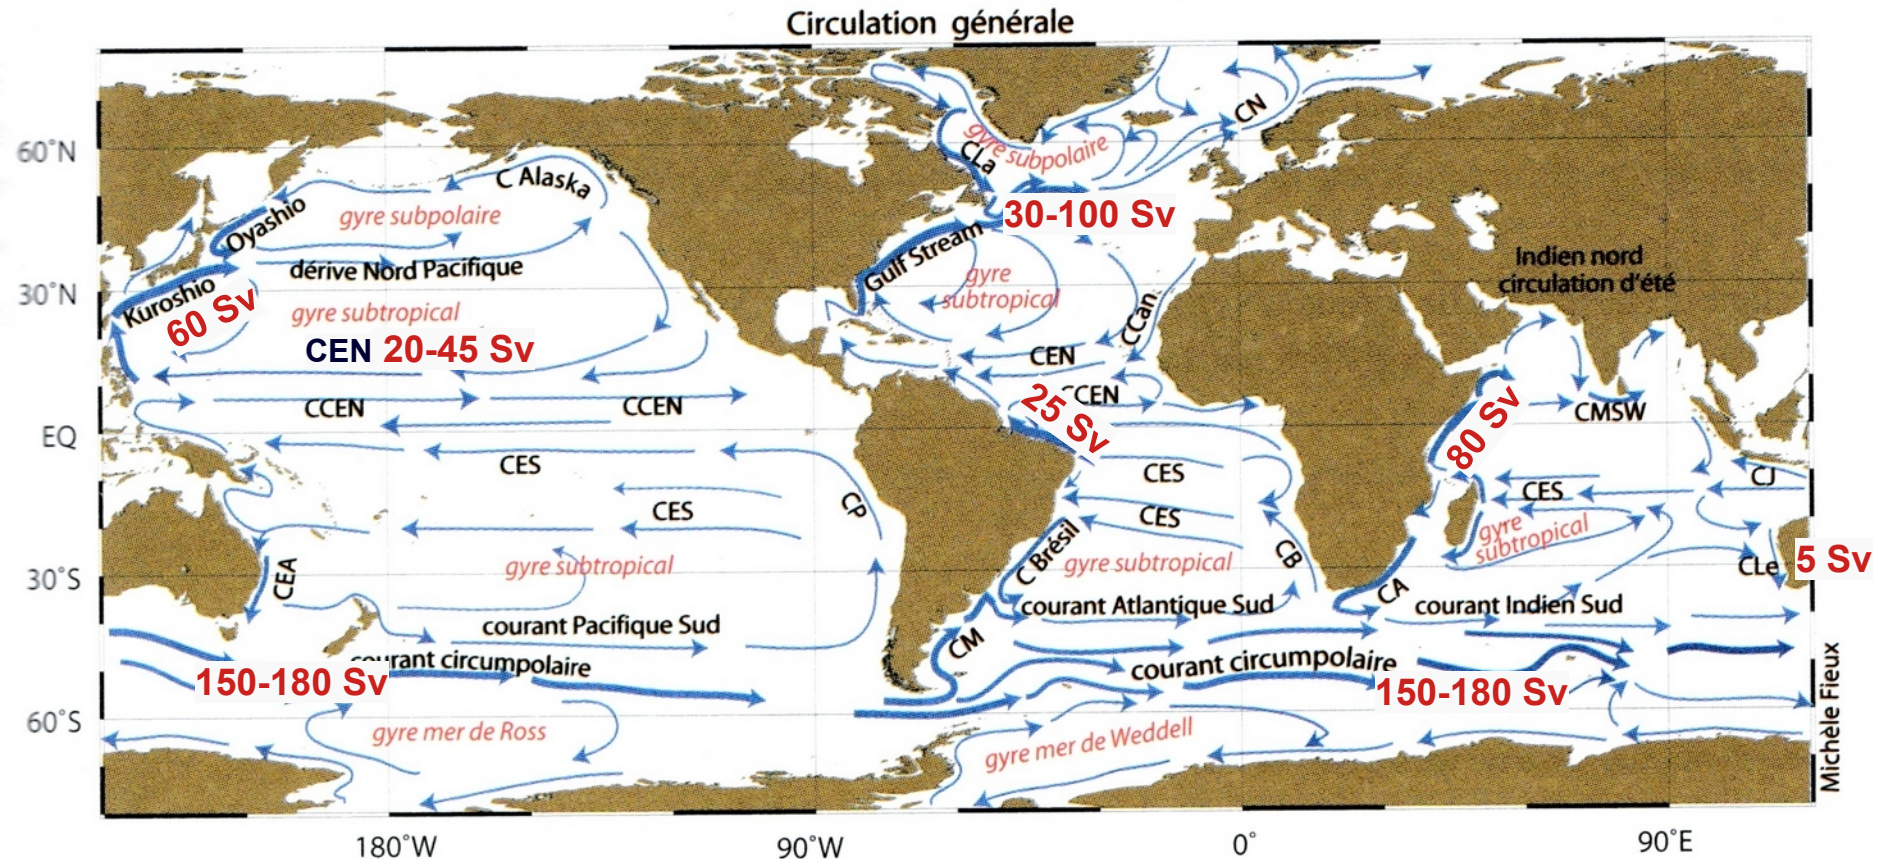 Circulation générale
60°N
30°N
EQ
30°S
60°S
180°W
90°W
0°
90°E
C Alaska
gyre subpolaire
Oyashio
dérive Nord Pacifique
Kuroshio
60 Sv
gyre subtropical
CEN 20-45 Sv
CCEN
CCEN
CES
CES
CP
gyre subtropical
CEA
courant Pacifique Sud
courant circumpolaire
150-180 Sv
gyre mer de Ross
CN
gyre subpolaire
CLa
30-100 Sv
Gulf Stream
gyre
subtropical
CCan
CEN
CCEN
25 Sv
CES
CES
C Brésil
gyre subtropical
CB
courant Atlantique Sud
CM
courant circumpolaire
150-180 Sv
gyre mer de Weddell
Indien nord
circulation d'été
80 Sv
CMSW
CJ
CES
gyre
subtropical
CLe
5 Sv
CA
courant Indien Sud
Michèle Fieux